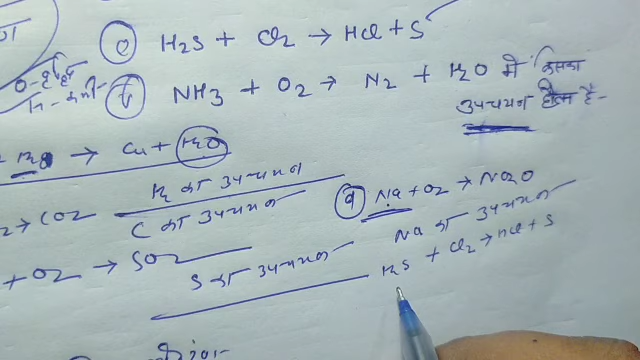 H₂S + Cl₂ → HCl + S
NH₃ + O₂ → N₂ + H₂O में किसका
उपचयन होता है-
H₂O → Cu + H₂O
→ CO₂ H₂ का उपचयन
C का उपचयन
Na + O₂ → Na₂O
Na का उपचयन
+ O₂ → SO₂ S का उपचयन
H₂S + Cl₂ → HCl + S